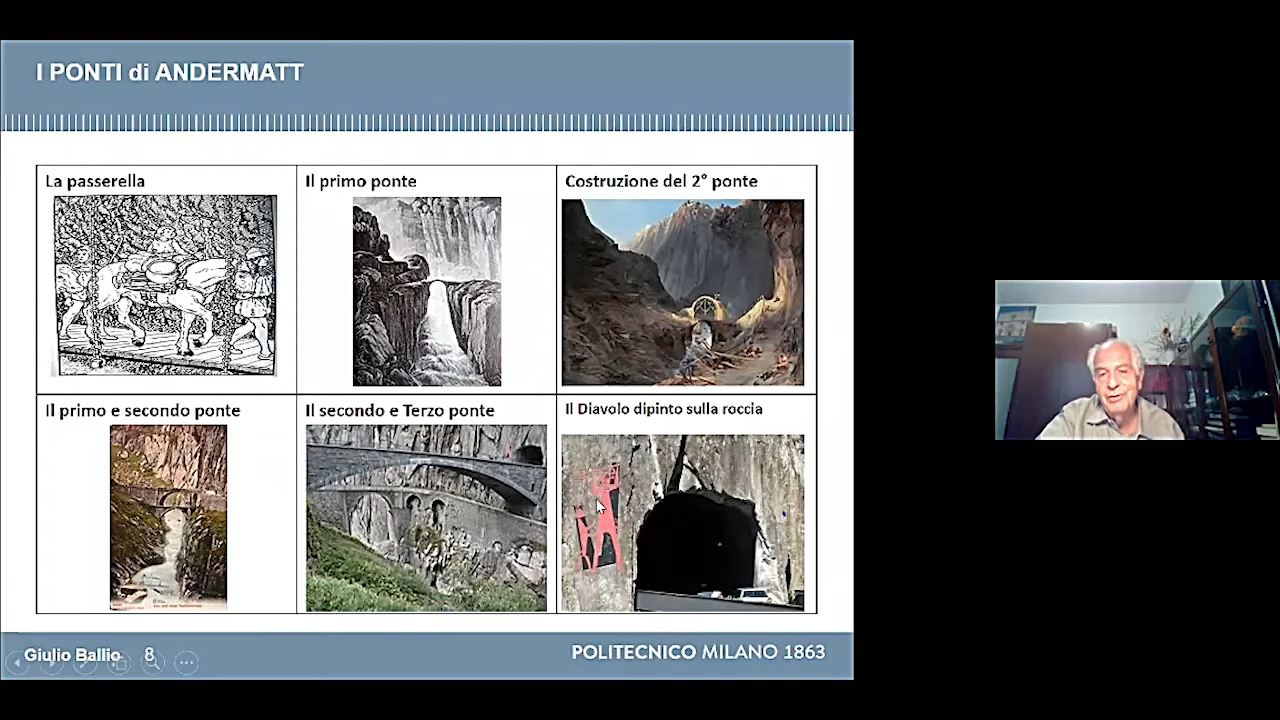 I PONTI di ANDERMATT
La passerella
Il primo ponte
Costruzione del 2° ponte
Il primo e secondo ponte
Il secondo e Terzo ponte
Il Diavolo dipinto sulla roccia
Giulio Ballio
8
POLITECNICO MILANO 1863